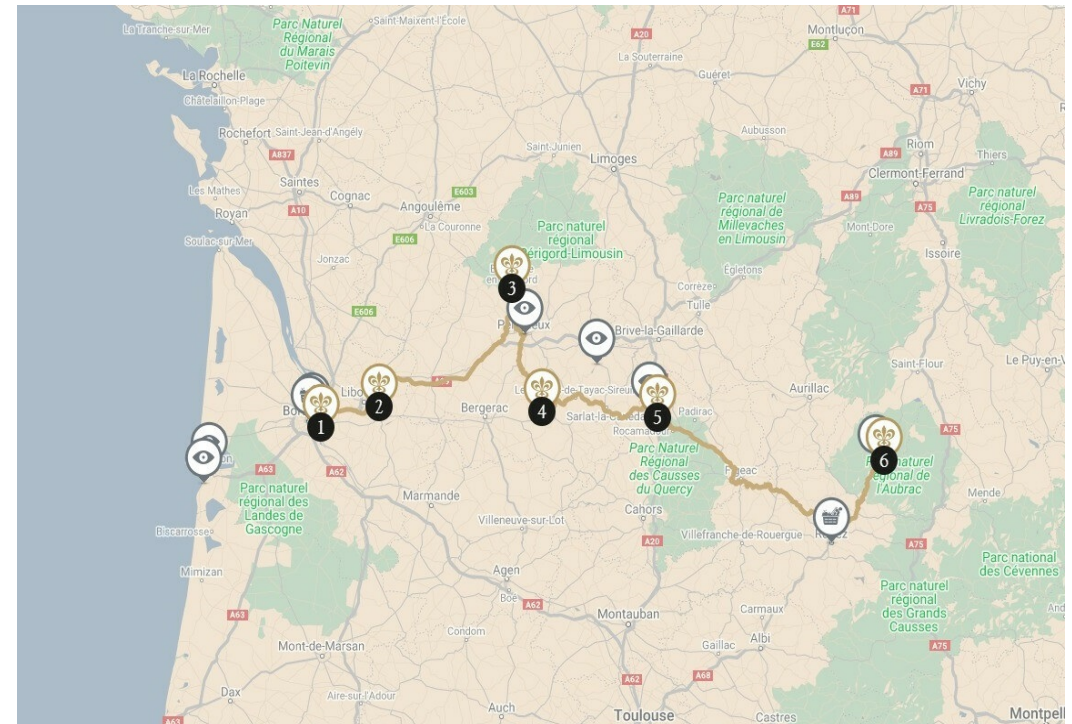 A71
La Tranche-sur-Mer
Saint-Maixent-l'École
Parc Naturel
Régional
du Marais
Poitevin
A20
Montluçon
E62
La Souterraine
Guéret
La Rochelle
Châtelaillon-Plage
A71
Vichy
Rochefort
Saint-Jean-d'Angély
Aubusson
A837
Saint-Junien
Limoges
A89
Riom
Thiers
Clermont-Ferrand
Les Mathes
Saintes
Cognac
E603
Royan
A10
Angoulême
La Couronne
Parc naturel
régional de
Millevaches
en Limousin
A89
A75
Parc naturel
régional
Livradois-Forez
Mont-Dore
Soulac-sur-Mer
E606
Parc naturel
régional
Périgord-Limousin
Issoire
Jonzac
Égletons
Corrèze
Tulle
3
E606
Brive-la-Gaillarde
Saint-Flour
Le Puy-en-V
Aurillac
Bergerac
Sarlat-la-Canéda
Padirac
Rocamadour
1
2
4
5
6
A75
A63
A62
Parc naturel
régional des
Landes de
Gascogne
Parc Naturel
Régional
des Causses
du Quercy
Figeac
Parc naturel
régional de
l'Aubrac
Mende
Marmande
Cahors
Villeneuve-sur-Lot
Biscarrosse
A20
Villefranche-de-Rouergue
Rodez
A75
Parc national
des Cévennes
Mimizan
Agen
Boé
A62
Parc naturel
régional
des Grands
Causses
A63
Montauban
Carmaux
Condom
Gaillac
Albi
Mont-de-Marsan
A75
A62
A68
Dax
Aire-sur-l'Adour
Auch
Toulouse
Castres
Montpell
A63